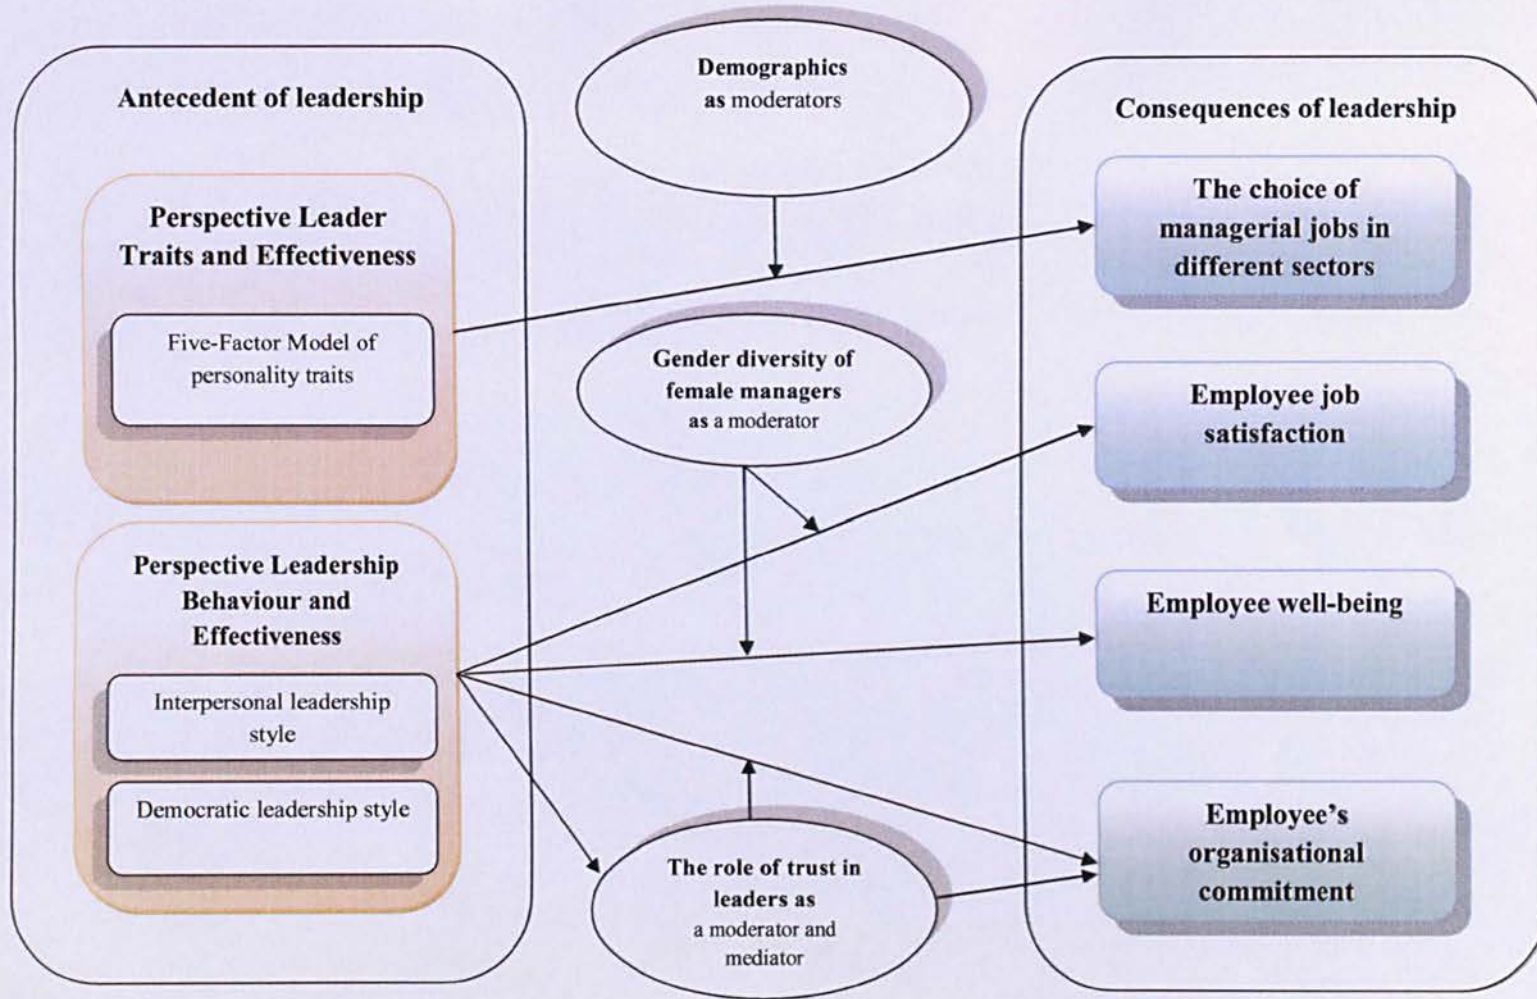 Antecedent of leadership
Perspective Leader
Traits and Effectiveness
Five-Factor Model of
personality traits
Perspective Leadership
Behaviour and
Effectiveness
Interpersonal leadership
style
Democratic leadership style
Demographics
as moderators
Gender diversity of
female managers
as a moderator
The role of trust in
leaders as
a moderator and
mediator
Consequences of leadership
The choice of
managerial jobs in
different sectors
Employee job
satisfaction
Employee well-being
Employee’s
organisational
commitment